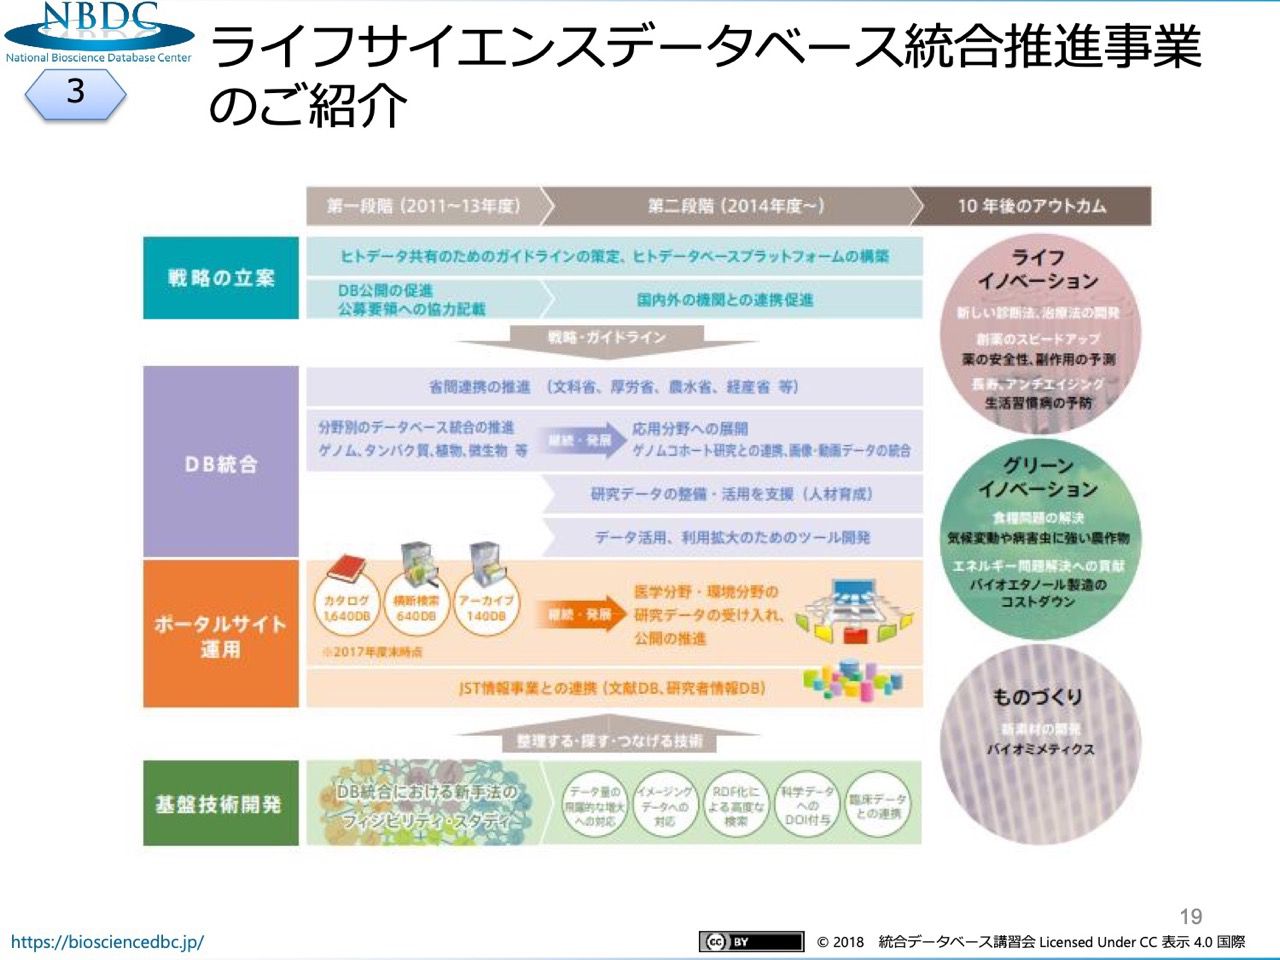 NBDC
National Bioscience Database Center
3
ライフサイエンスデータベース統合推進事業
のご紹介
第一段階 (2011〜13年度)
第二段階 (2014年度〜)
10 年後のアウトカム
戦略の立案
ヒトデータ共有のためのガイドラインの策定、ヒトデータベースプラットフォームの構築
DB公開の促進
公募要領への協力記載
国内外の機関との連携促進
戦略・ガイドライン
DB統合
省間連携の推進 (文科省、厚労省、農水省、経産省 等)
分野別のデータベース統合の推進
ゲノム、タンパク質、植物、微生物 等
継続・発展
応用分野への展開
ゲノムコホート研究との連携、画像・動画データの統合
研究データの整備・活用を支援 (人材育成)
データ活用、利用拡大のためのツール開発
ポータルサイト
運用
カタログ
1,640DB
横断検索
640DB
アーカイブ
140DB
※2017年度末時点
継続・発展
医学分野・環境分野の
研究データの受け入れ、
公開の推進
JST情報事業との連携 (文献DB、研究者情報DB)
整理する・探す・つなげる技術
基盤技術開発
DB統合における新手法の
フィジビリティ・スタディ
データ量の
飛躍的な増大
への対応
イメージング
データへの
対応
RDF化に
よる高度な
検索
科学データ
への
DOI付与
臨床データ
との連携
ライフ
イノベーション
新しい診断法、治療法の開発
創薬のスピードアップ
薬の安全性、副作用の予測
長寿、アンチエイジング
生活習慣病の予防
グリーン
イノベーション
食糧問題の解決
気候変動や病害虫に強い農作物
エネルギー問題解決への貢献
バイオエタノール製造の
コストダウン
ものづくり
新素材の開発
バイオミメティクス
19
https://biosciencedbc.jp/
cc BY
© 2018 統合データベース講習会 Licensed Under CC 表示 4.0 国際